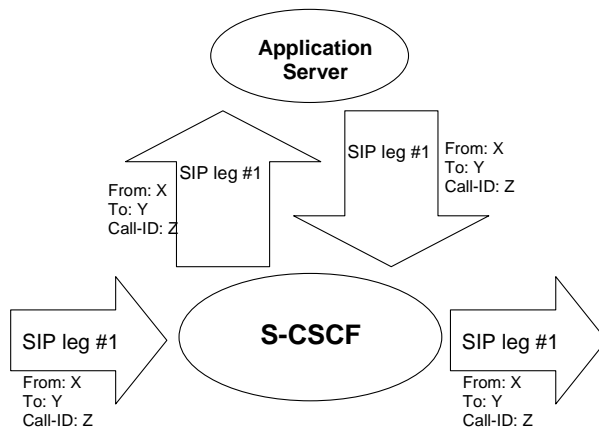 Application
Server
SIP leg #1
From: X
To: Y
Call-ID: Z
SIP leg #1
From: X
To: Y
Call-ID: Z
S-CSCF
SIP leg #1
From: X
To: Y
Call-ID: Z
SIP leg #1
From: X
To: Y
Call-ID: Z